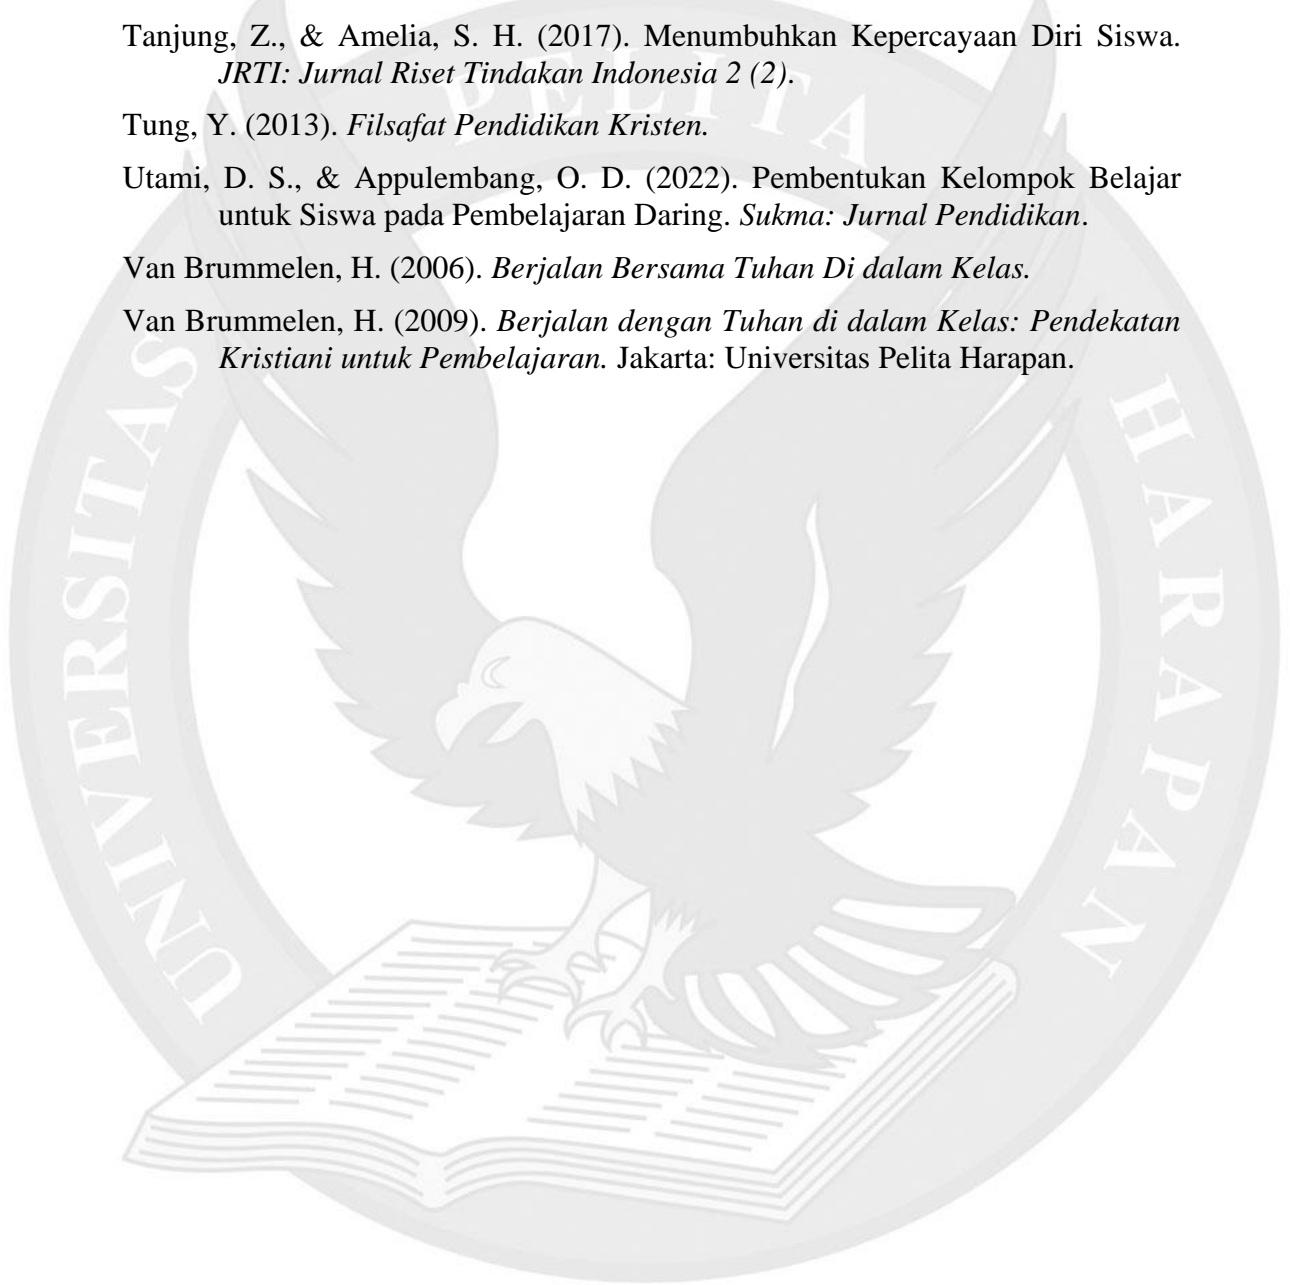 Tanjung, Z., & Amelia, S. H. (2017). Menumbuhkan Kepercayaan Diri Siswa.
JRTI: Jurnal Riset Tindakan Indonesia 2 (2).
Tung, Y. (2013). Filsafat Pendidikan Kristen.
Utami, D. S., & Appulembang, O. D. (2022). Pembentukan Kelompok Belajar
untuk Siswa pada Pembelajaran Daring. Sukma: Jurnal Pendidikan.
Van Brummelen, H. (2006). Berjalan Bersama Tuhan Di dalam Kelas.
Van Brummelen, H. (2009). Berjalan dengan Tuhan di dalam Kelas: Pendekatan
Kristiani untuk Pembelajaran. Jakarta: Universitas Pelita Harapan.
UNIVERSITAS PELITA HARAPAN